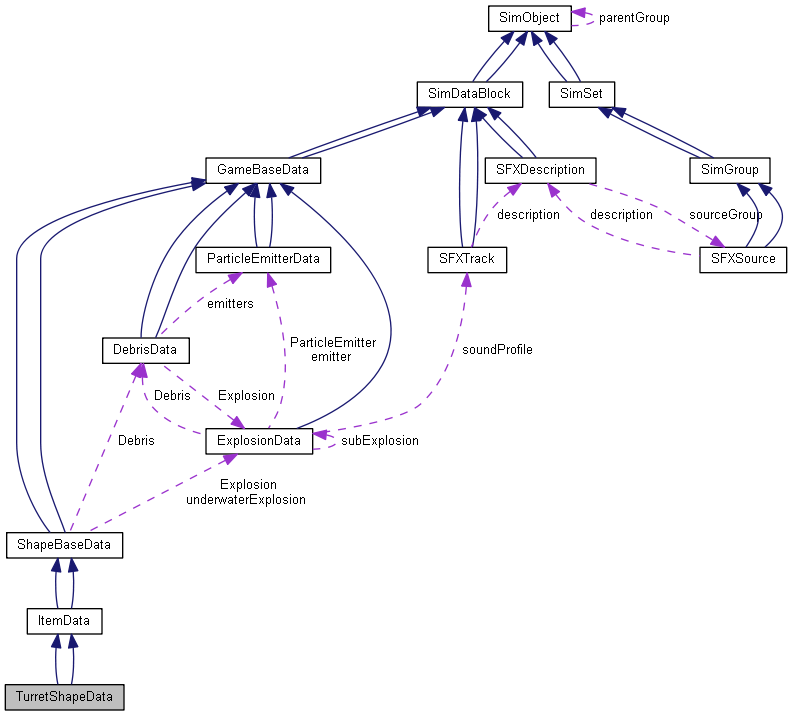 SimObject
parentGroup
SimDataBlock
SimSet
GameBaseData
SFXDescription
SimGroup
description
description
sourceGroup
ParticleEmitterData
SFXTrack
SFXSource
emitters
DebrisData
ParticleEmitter
emitter
soundProfile
Debris
Explosion
Debris
ExplosionData
subExplosion
Explosion
underwaterExplosion
ShapeBaseData
ItemData
TurretShapeData